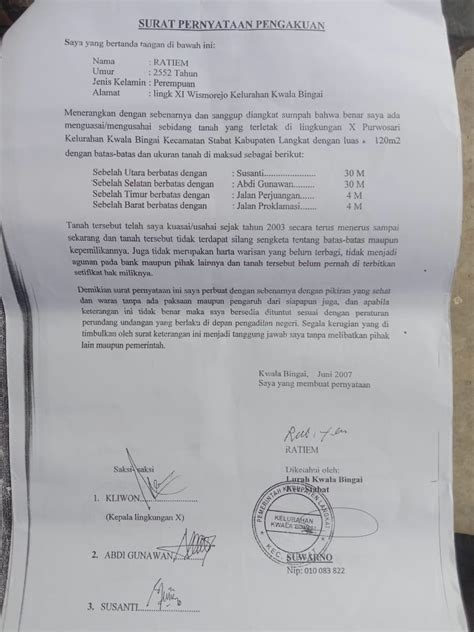 SURAT PERNYATAAN PENGAKUAN
Saya yang bertanda tangan di bawah ini:
Nama : RATIEM
Umur : 2552 Tahun
Jenis Kelamin : Perempuan
Alamat : lingk XI Wismorejo Kelurahan Kwala Bingai
Menerangkan dengan sebenarnya dan sanggup diangkat sumpah bahwa benar saya ada
menguasai/mengusahai sebidang tanah yang terletak di lingkungan X Purwosari
Kelurahan Kwala Bingai Kecamatan Stabat Kabupaten Langkat dengan luas ± 120m2
dengan batas-batas dan ukuran tanah di maksud sebagai berikut:
Sebelah Utara berbatas dengan : Susanti.................. 30 M
Sebelah Selatan berbatas dengan : Abdi Gunawan........ 30 M
Sebelah Timur berbatas dengan : Jalan Perjuangan...... 4 M
Sebelah Barat berbatas dengan : Jalan Proklamasi....... 4 M
Tanah tersebut telah saya kuasai/usahai sejak tahun 2003 secara terus menerus sampai
sekarang dan tanah tersebut tidak terdapat silang sengketa tentang batas-batas maupun
kepemilikannya. Juga tidak merupakan harta warisan yang belum terbagi, tidak menjadi
agunan pada bank maupun pihak lainnya dan tanah tersebut belum pernah di terbitkan
setifikat hak miliknya.
Demikian surat pernyataan ini saya perbuat dengan sebenarnya dengan pikiran yang sehat
dan waras tanpa ada paksaan maupun pengaruh dari siapapun juga, dan apabila
keterangan ini tidak benar maka saya bersedia dituntut sesuai dengan peraturan
perundang undangan yang berlaku di depan pengadilan negeri. Segala kerugian yang di
timbulkan oleh surat keterangan ini menjadi tanggung jawab saya tanpa melibatkan pihak
lain maupun pemerintah.
Kwala Bingai, Juni 2007
Saya yang membuat pernyataan
RATIEM
Saksi-saksi
Diketahui oleh:
Lurah Kwala Bingai
Kec. Stabat
1. KLIWON
(Kepala lingkungan X)
PEMERINTAH KABUPATEN LANGKAT
KELURAHAN
KWALA BINGAI
2. ABDI GUNAWAN
SUWARNO
Nip: 010 083 822
3. SUSANTI